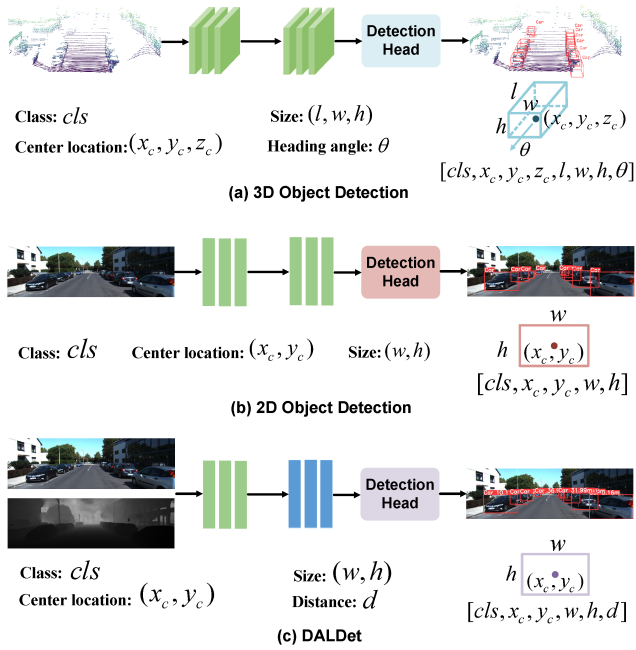 Detection
Head
Car
Class: cls
Size: (l, w, h)
Center location: (x_c, y_c, z_c)
Heading angle: θ
l
w
h
(x_c, y_c, z_c)
θ
[cls, x_c, y_c, z_c, l, w, h, θ]
(a) 3D Object Detection
Detection
Head
Car
Class: cls
Center location: (x_c, y_c)
Size: (w, h)
w
h
(x_c, y_c)
[cls, x_c, y_c, w, h]
(b) 2D Object Detection
Detection
Head
Class: cls
Center location: (x_c, y_c)
Size: (w, h)
Distance: d
w
h
(x_c, y_c)
[cls, x_c, y_c, w, h, d]
(c) DALDet